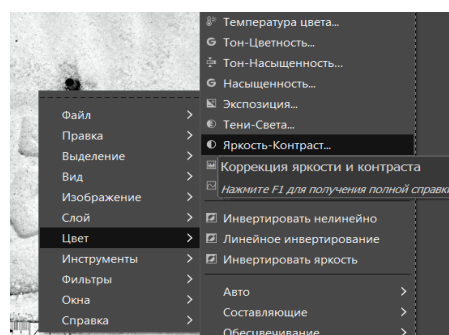 Температура цвета...
Тон-Цветность...
Тон-Насыщенность...
Насыщенность...
Экспозиция...
Тени-Света...
Яркость-Контраст...
Коррекция яркости и контраста
Нажмите F1 для получения полной справки
Инвертировать нелинейно
Линейное инвертирование
Инвертировать яркость
Авто
Составляющие
Обесцвечивание
Файл
Правка
Выделение
Вид
Изображение
Слой
Цвет
Инструменты
Фильтры
Окна
Справка